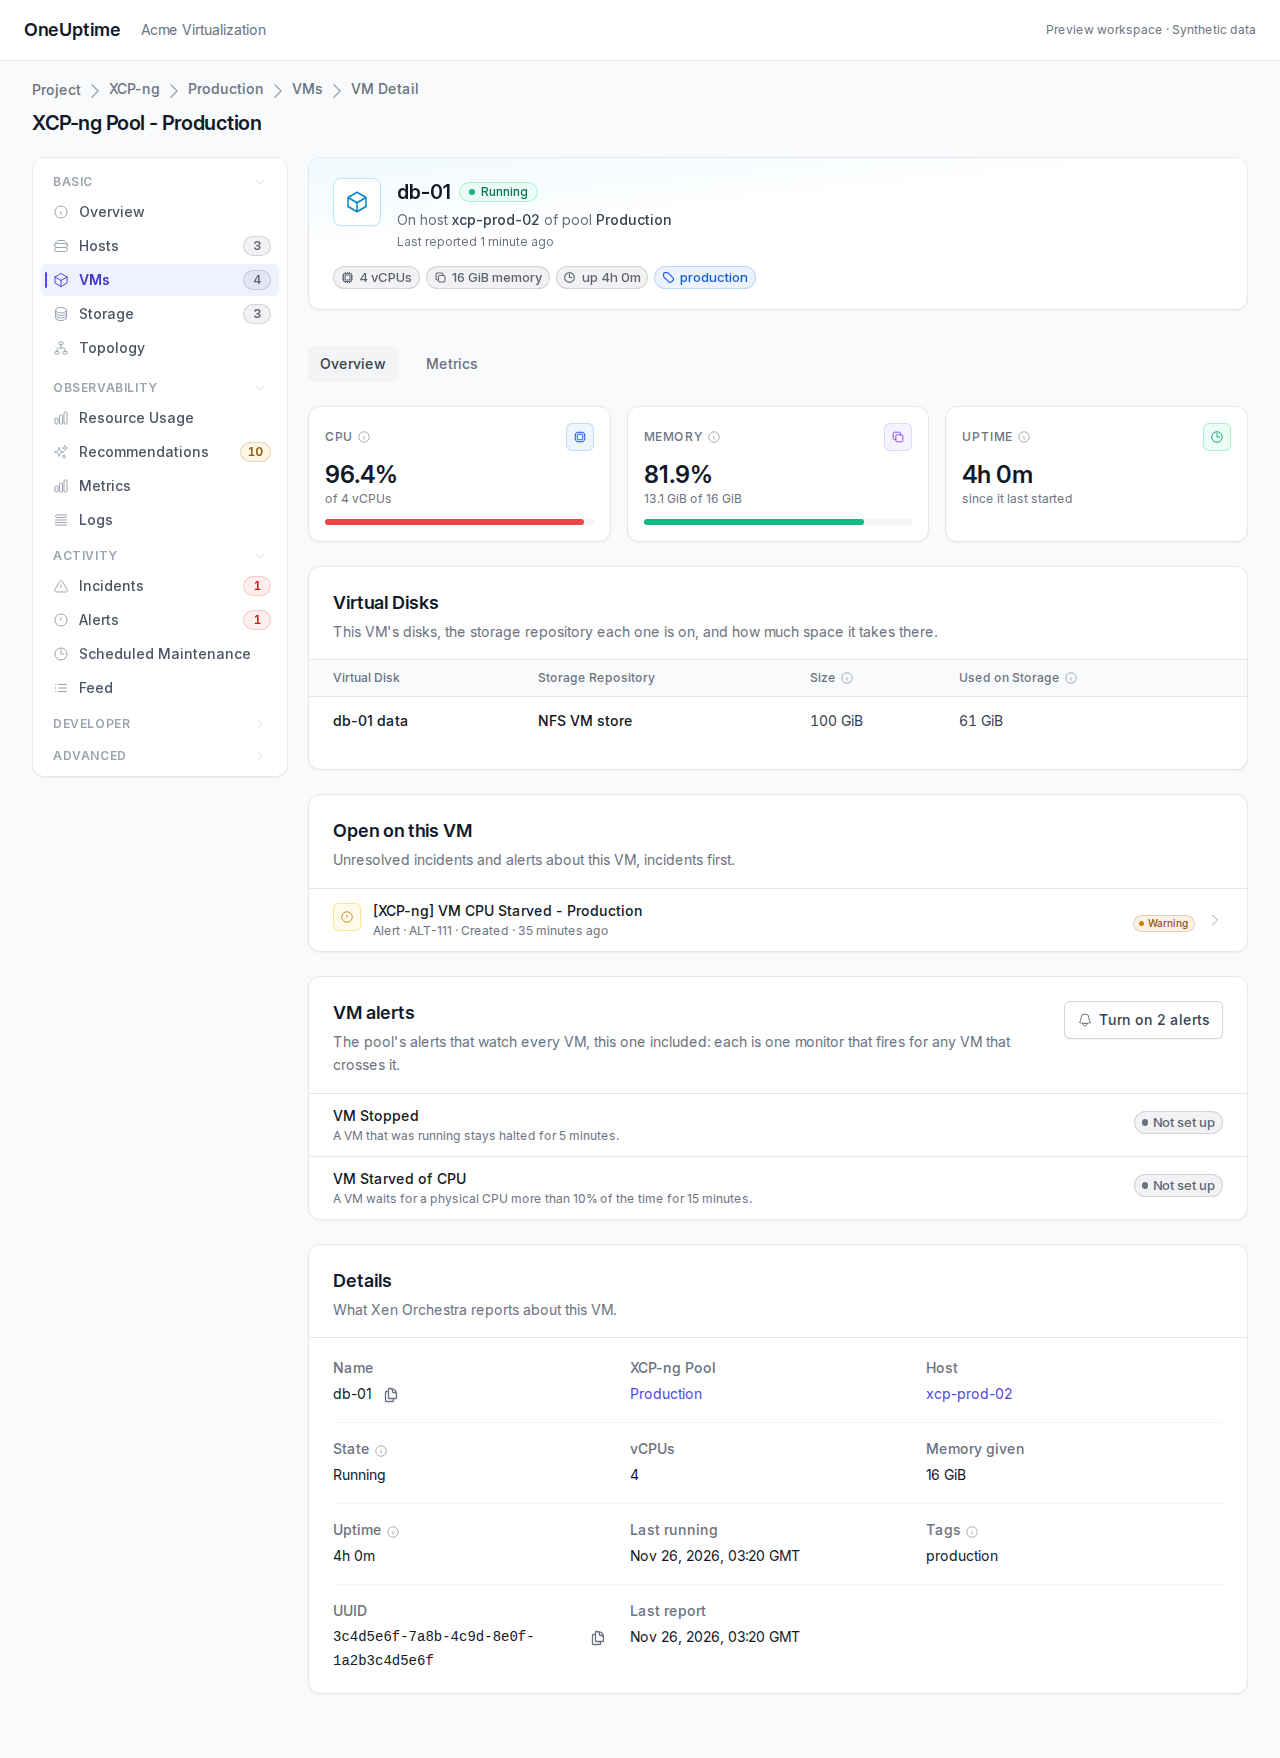 OneUptime Acme Virtualization Preview workspace · Synthetic data
Project XCP-ng Production VMs VM Detail
XCP-ng Pool - Production
BASIC
Overview
Hosts 3
VMs 4
Storage 3
Topology
OBSERVABILITY
Resource Usage
Recommendations 10
Metrics
Logs
ACTIVITY
Incidents 1
Alerts 1
Scheduled Maintenance
Feed
DEVELOPER
ADVANCED
db-01 Running
On host xcp-prod-02 of pool Production
Last reported 1 minute ago
4 vCPUs 16 GiB memory up 4h 0m production
Overview Metrics
CPU
96.4%
of 4 vCPUs
MEMORY
81.9%
13.1 GiB of 16 GiB
UPTIME
4h 0m
since it last started
Virtual Disks
This VM's disks, the storage repository each one is on, and how much space it takes there.
Virtual Disk Storage Repository Size Used on Storage
db-01 data NFS VM store 100 GiB 61 GiB
Open on this VM
Unresolved incidents and alerts about this VM, incidents first.
[XCP-ng] VM CPU Starved - Production
Alert · ALT-111 · Created · 35 minutes ago
Warning
VM alerts
The pool's alerts that watch every VM, this one included: each is one monitor that fires for any VM that
crosses it.
Turn on 2 alerts
VM Stopped
A VM that was running stays halted for 5 minutes.
Not set up
VM Starved of CPU
A VM waits for a physical CPU more than 10% of the time for 15 minutes.
Not set up
Details
What Xen Orchestra reports about this VM.
Name XCP-ng Pool Host
db-01 Production xcp-prod-02
State vCPUs Memory given
Running 4 16 GiB
Uptime Last running Tags
4h 0m Nov 26, 2026, 03:20 GMT production
UUID Last report
3c4d5e6f-7a8b-4c9d-8e0f- Nov 26, 2026, 03:20 GMT
1a2b3c4d5e6f